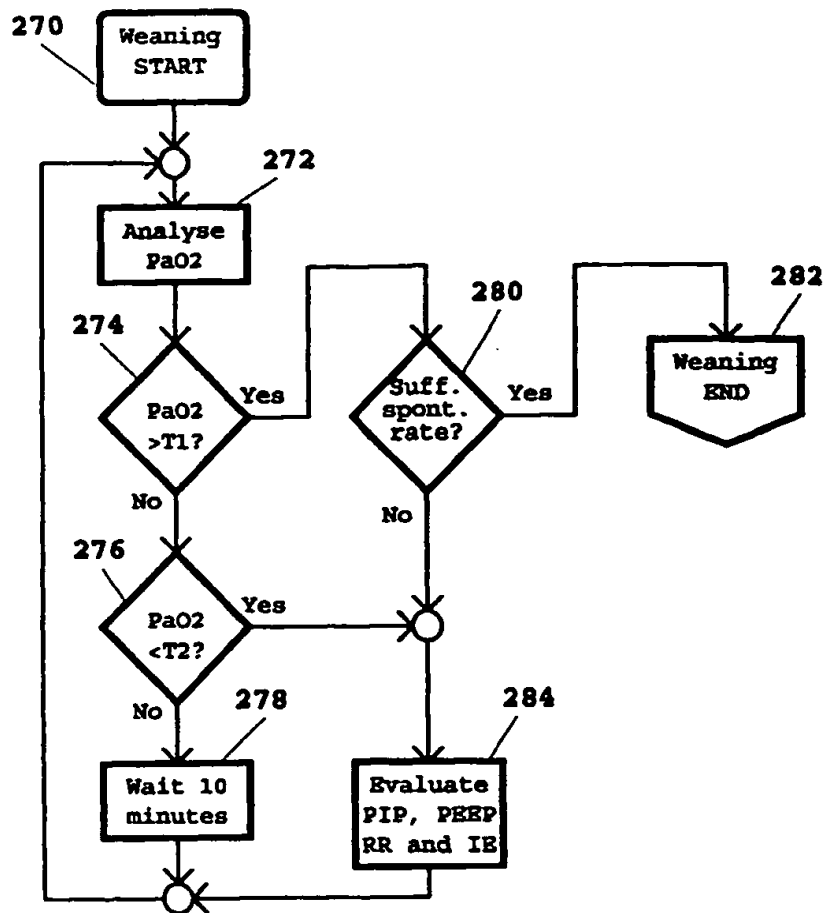 270
Weaning
START
272
Analyse
PaO2
274
PaO2
>T1?
Yes
No
280
Suff.
spont.
rate?
Yes
No
282
Weaning
END
276
PaO2
<T2?
Yes
No
278
Wait 10
minutes
284
Evaluate
PIP, PEEP
RR and IE